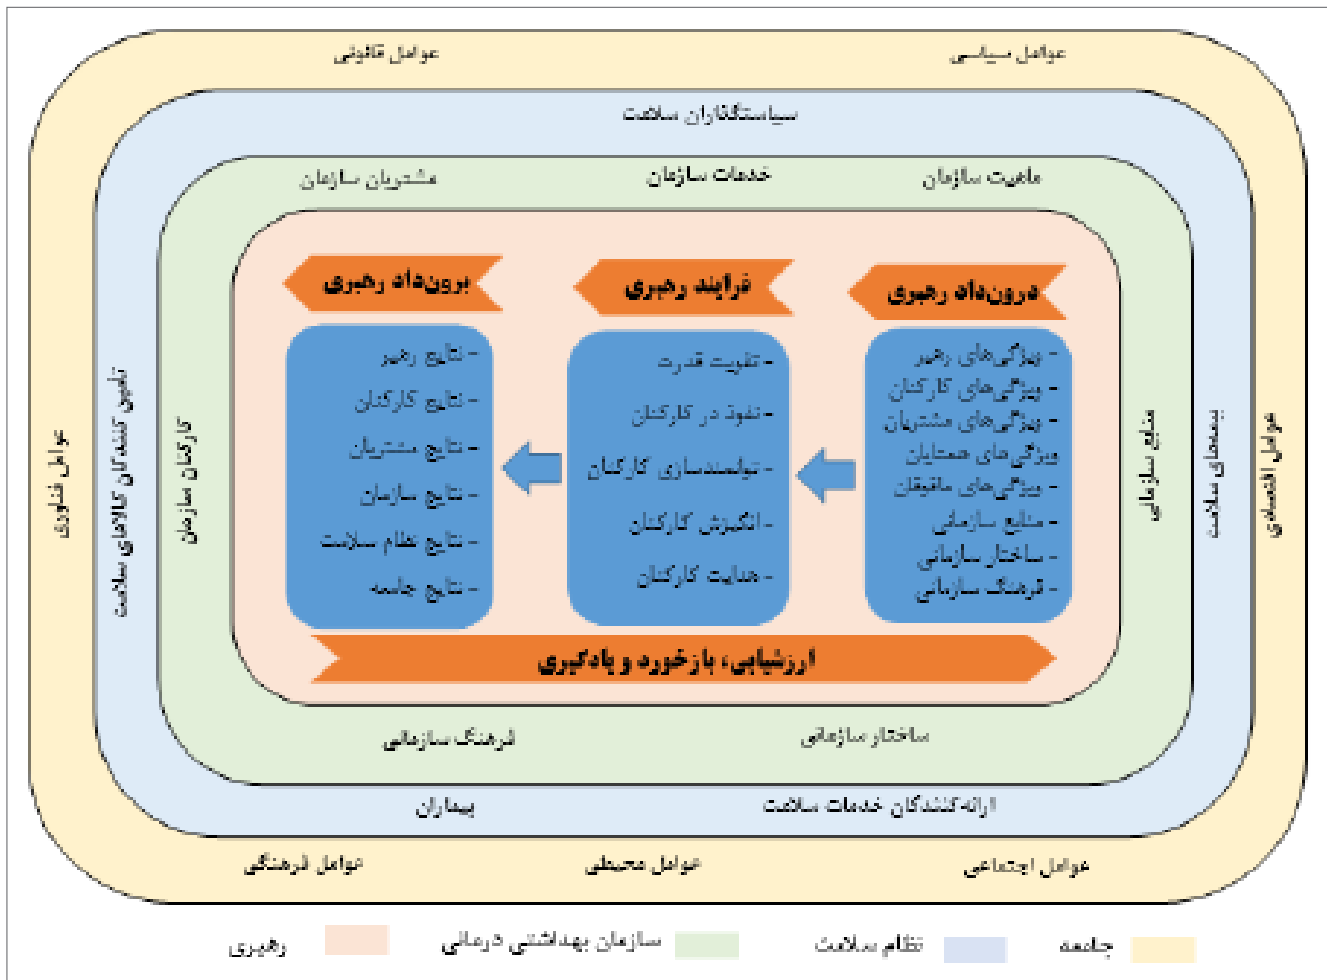 عوامل سیاسی
عوامل قانونی
سیاستگذاران سلامت
ماهیت سازمان
خدمات سازمان
مشتریان سازمان
درون‌داد رهبری
فرایند رهبری
برون‌داد رهبری
- ویژگی‌های رهبر
- ویژگی‌های کارکنان
- ویژگی‌های مشتریان
ویژگی‌های همتایان
- ویژگی‌های مافوقان
- منابع سازمانی
- ساختار سازمانی
- فرهنگ سازمانی
- تقویت قدرت
- نفوذ در کارکنان
- توانمندسازی کارکنان
- انگیزش کارکنان
- هدایت کارکنان
- نتایج رهبر
- نتایج کارکنان
- نتایج مشتریان
- نتایج سازمان
- نتایج نظام سلامت
- نتایج جامعه
ارزشیابی، بازخورد و یادگیری
منابع سازمانی
بیمه‌های سلامت
عوامل اقتصادی
کارکنان سازمان
تامین کنندگان کالاهای سلامت
عوامل فناوری
ساختار سازمانی
فرهنگ سازمانی
ارائه‌کنندگان خدمات سلامت
بیماران
عوامل اجتماعی
عوامل محیطی
عوامل فرهنگی
جامعه
نظام سلامت
سازمان بهداشتی درمانی
رهبری